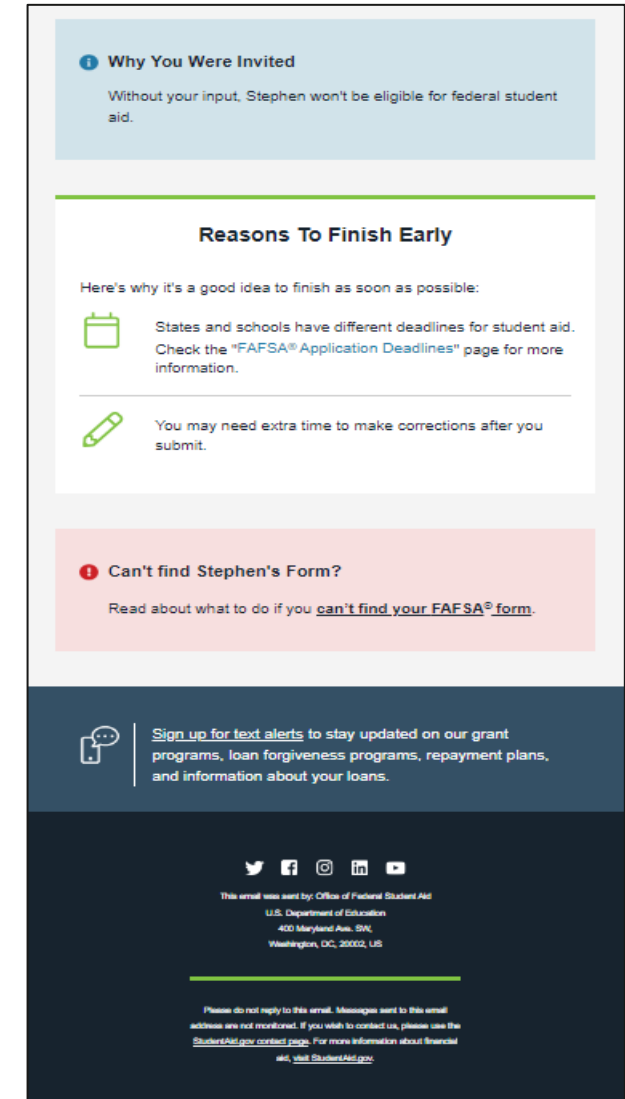 Why You Were Invited
Without your input, Stephen won't be eligible for federal student
aid.
Reasons To Finish Early
Here's why it's a good idea to finish as soon as possible:
States and schools have different deadlines for student aid.
Check the "FAFSA® Application Deadlines" page for more
information.
You may need extra time to make corrections after you
submit.
Can't find Stephen's Form?
Read about what to do if you can't find your FAFSA® form.
Sign up for text alerts to stay updated on our grant
programs, loan forgiveness programs, repayment plans,
and information about your loans.
This email was sent by: Office of Federal Student Aid
U.S. Department of Education
400 Maryland Ave. SW,
Washington, DC, 20002, US
Please do not reply to this email. Messages sent to this email
address are not monitored. If you wish to contact us, please use the
StudentAid.gov contact page. For more information about financial
aid, visit StudentAid.gov.